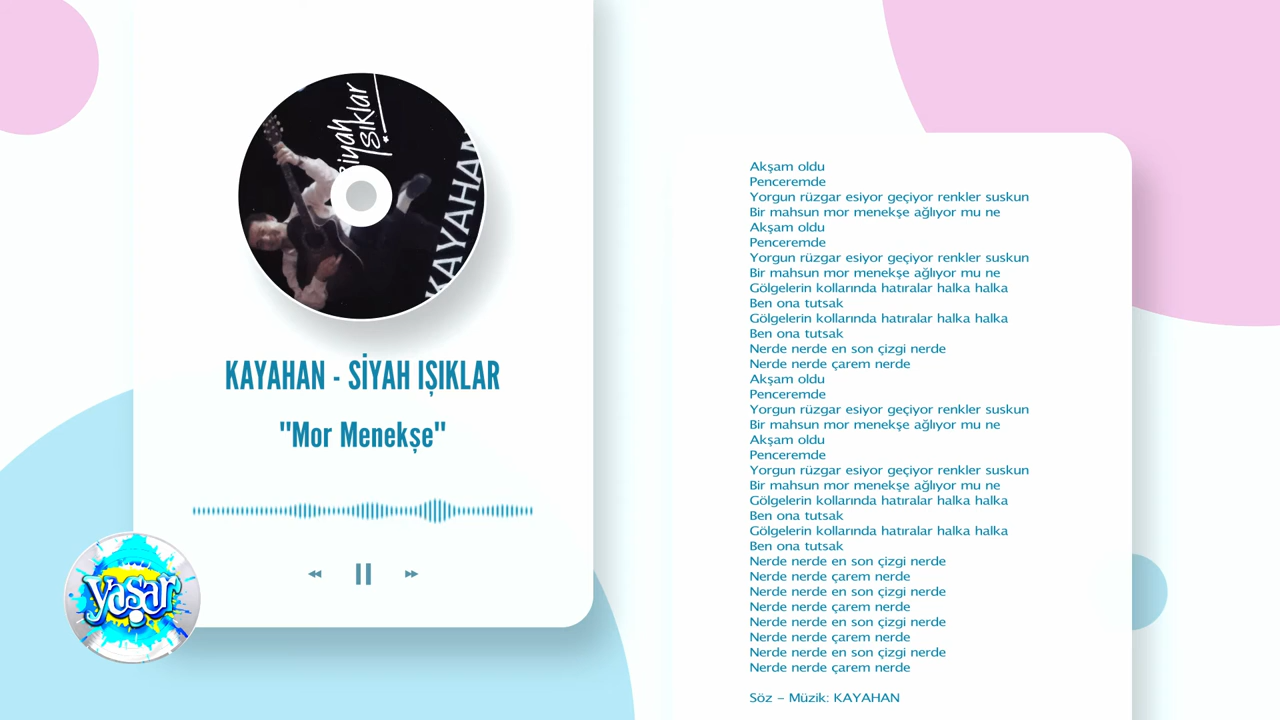 Siyah
Işıklar
KAYAHAN
KAYAHAN - SİYAH IŞIKLAR
"Mor Menekşe"
yaşar
Akşam oldu
Penceremde
Yorgun rüzgar esiyor geçiyor renkler suskun
Bir mahsun mor menekşe ağlıyor mu ne
Akşam oldu
Penceremde
Yorgun rüzgar esiyor geçiyor renkler suskun
Bir mahsun mor menekşe ağlıyor mu ne
Gölgelerin kollarında hatıralar halka halka
Ben ona tutsak
Gölgelerin kollarında hatıralar halka halka
Ben ona tutsak
Nerde nerde en son çizgi nerde
Nerde nerde çarem nerde
Akşam oldu
Penceremde
Yorgun rüzgar esiyor geçiyor renkler suskun
Bir mahsun mor menekşe ağlıyor mu ne
Akşam oldu
Penceremde
Yorgun rüzgar esiyor geçiyor renkler suskun
Bir mahsun mor menekşe ağlıyor mu ne
Gölgelerin kollarında hatıralar halka halka
Ben ona tutsak
Gölgelerin kollarında hatıralar halka halka
Ben ona tutsak
Nerde nerde en son çizgi nerde
Nerde nerde çarem nerde
Nerde nerde en son çizgi nerde
Nerde nerde çarem nerde
Nerde nerde en son çizgi nerde
Nerde nerde çarem nerde
Nerde nerde en son çizgi nerde
Nerde nerde çarem nerde
Söz – Müzik: KAYAHAN